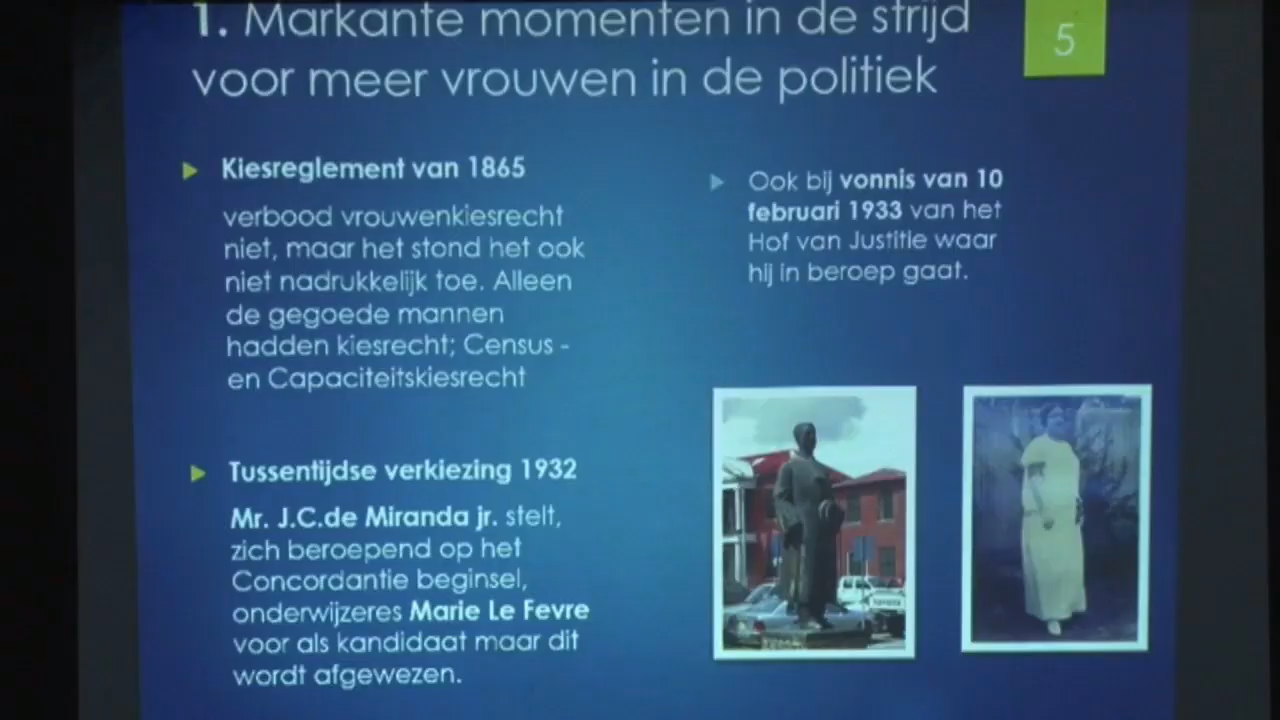 1. Markante momenten in de strijd
voor meer vrouwen in de politiek
5
Kiesreglement van 1865
verbood vrouwenkiesrecht
niet, maar het stond het ook
niet nadrukkelijk toe. Alleen
de gegoede mannen
hadden kiesrecht; Census -
en Capaciteitskiesrecht
Tussentijdse verkiezing 1932
Mr. J.C.de Miranda jr. stelt,
zich beroepend op het
Concordantie beginsel,
onderwijzeres Marie Le Fevre
voor als kandidaat maar dit
wordt afgewezen.
Ook bij vonnis van 10
februari 1933 van het
Hof van Justitie waar
hij in beroep gaat.
TOYOTA